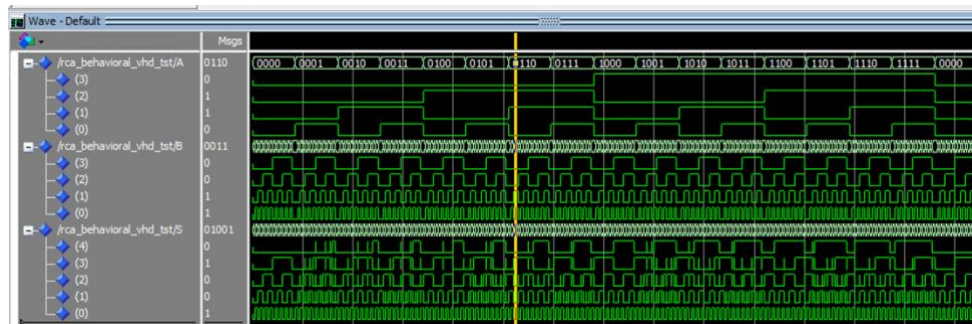 Wave - Default
Msgs
/rca_behavioral_vhd_tst/A 0110 0000 0001 0010 0011 0100 0101 0110 0111 1000 1001 1010 1011 1100 1101 1110 1111 0000
(3) 0
(2) 1
(1) 1
(0) 0
/rca_behavioral_vhd_tst/B 0011
(3) 0
(2) 0
(1) 1
(0) 1
/rca_behavioral_vhd_tst/S 01001
(4) 0
(3) 1
(2) 0
(1) 0
(0) 1